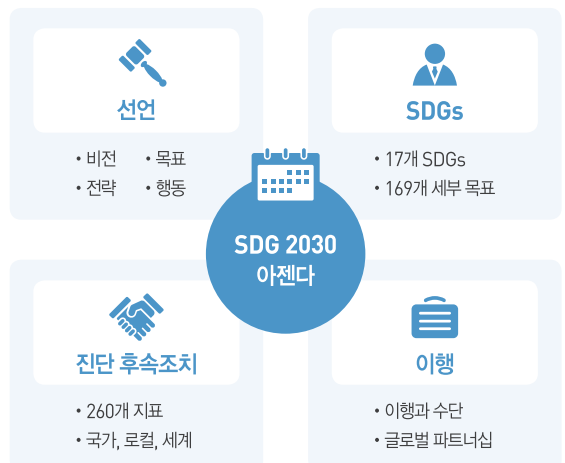 선언
• 비전 • 목표
• 전략 • 행동
SDGs
• 17개 SDGs
• 169개 세부 목표
SDG 2030
아젠다
진단 후속조치
• 260개 지표
• 국가, 로컬, 세계
이행
• 이행과 수단
• 글로벌 파트너십